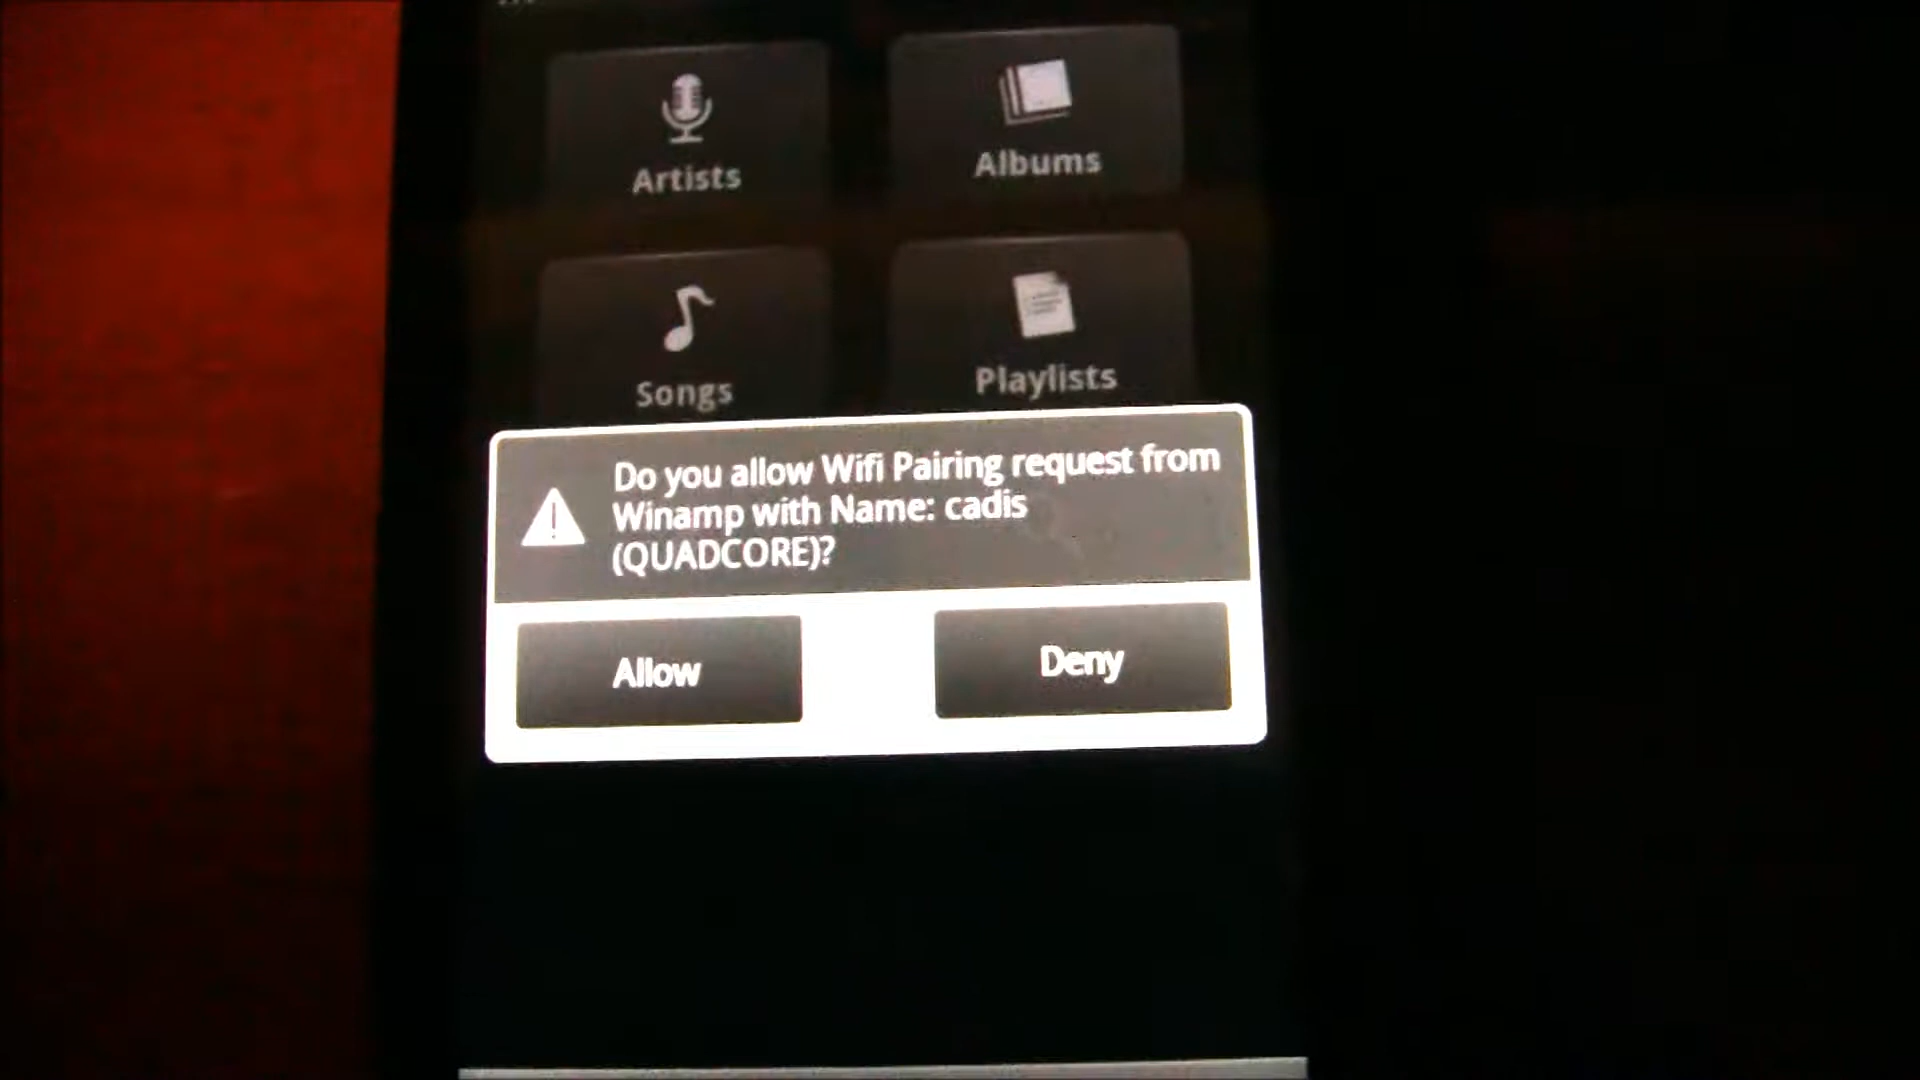 Artists
Albums
Songs
Playlists
Do you allow Wifi Pairing request from
Winamp with Name: cadis
(QUADCORE)?
Allow
Deny